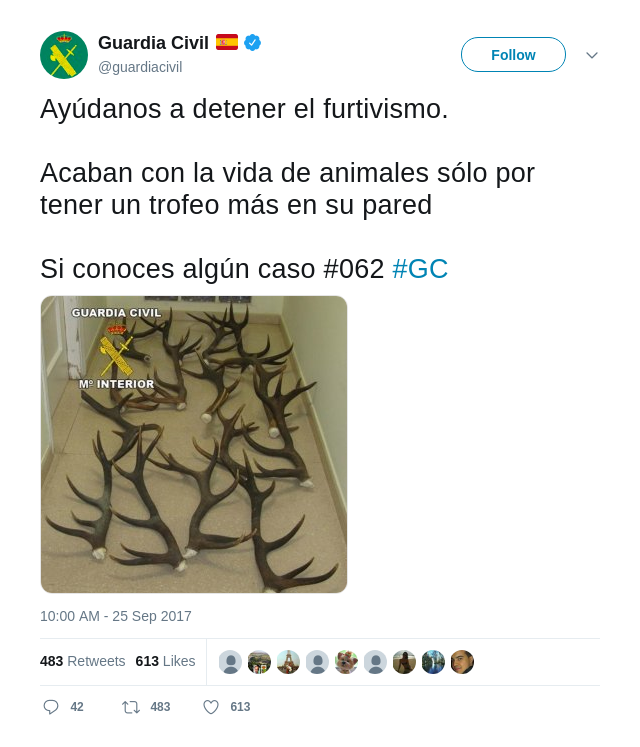 Guardia Civil
@guardiacivil
Follow
Ayúdanos a detener el furtivismo.
Acaban con la vida de animales sólo por
tener un trofeo más en su pared
Si conoces algún caso #062 #GC
GUARDIA CIVIL
Mº INTERIOR
10:00 AM - 25 Sep 2017
483 Retweets 613 Likes
42 483 613